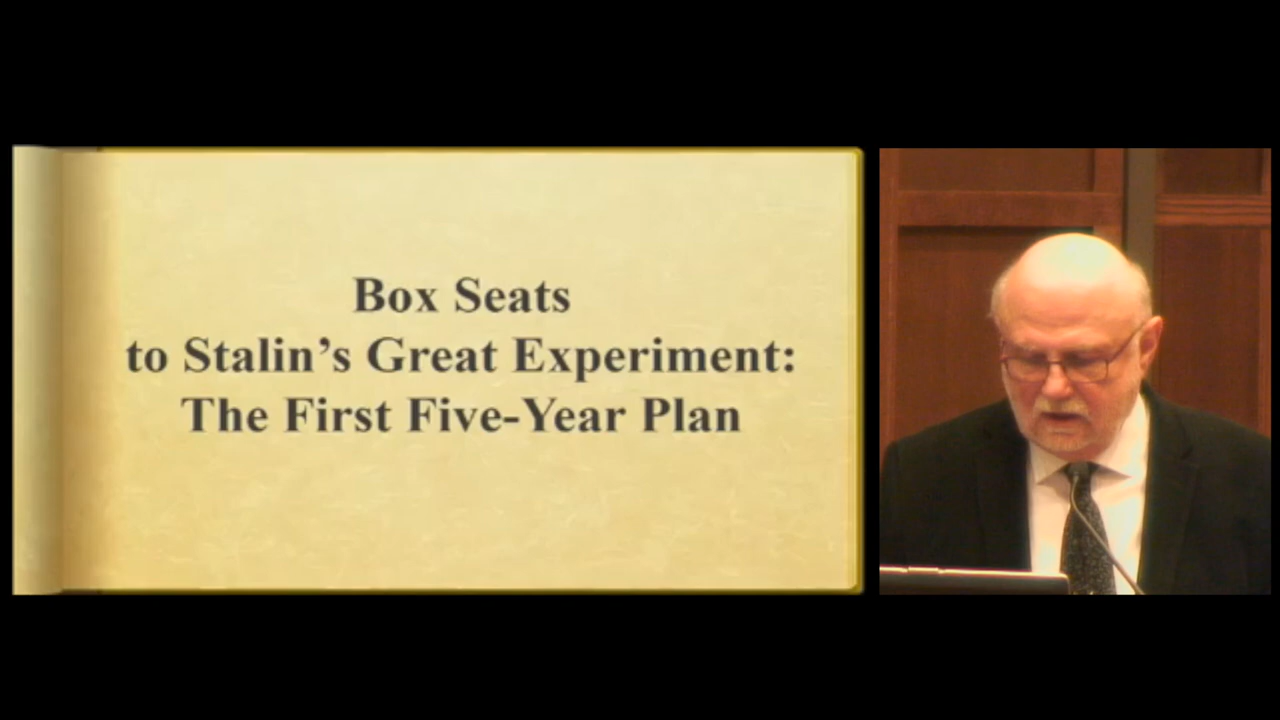 Box Seats
to Stalin’s Great Experiment:
The First Five-Year Plan